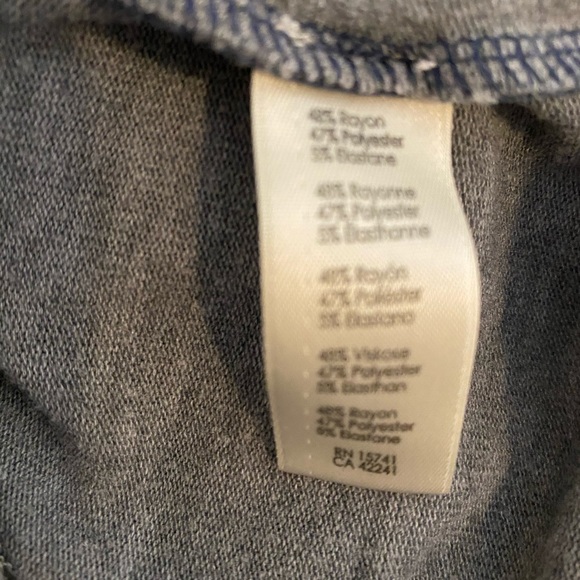 48% Rayon
47% Polyester
5% Elastane
48% Rayonne
47% Polyester
5% Élasthanne
48% Rayón
47% Poliéster
5% Elastano
48% Viskose
47% Polyester
5% Elasthan
48% Rayon
47% Polyester
5% Elastane
RN 15741
CA 42241